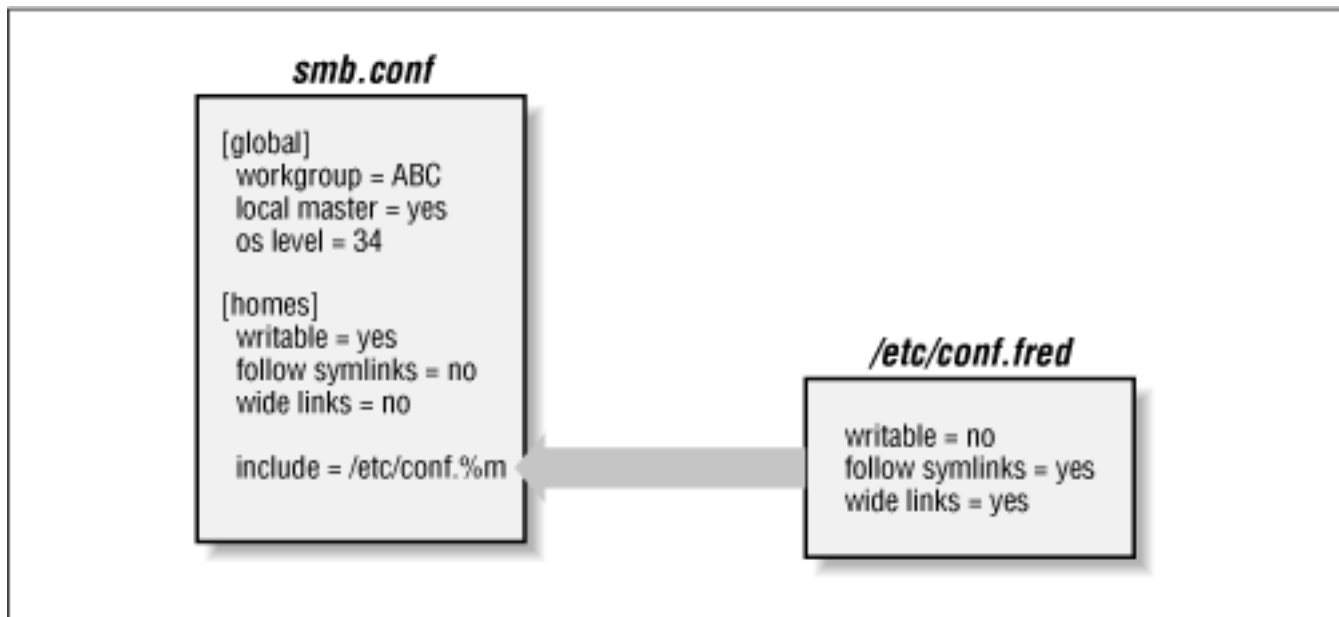 smb.conf
[global]
workgroup = ABC
local master = yes
os level = 34
[homes]
writable = yes
follow symlinks = no
wide links = no
include = /etc/conf.%m
/etc/conf.fred
writable = no
follow symlinks = yes
wide links = yes